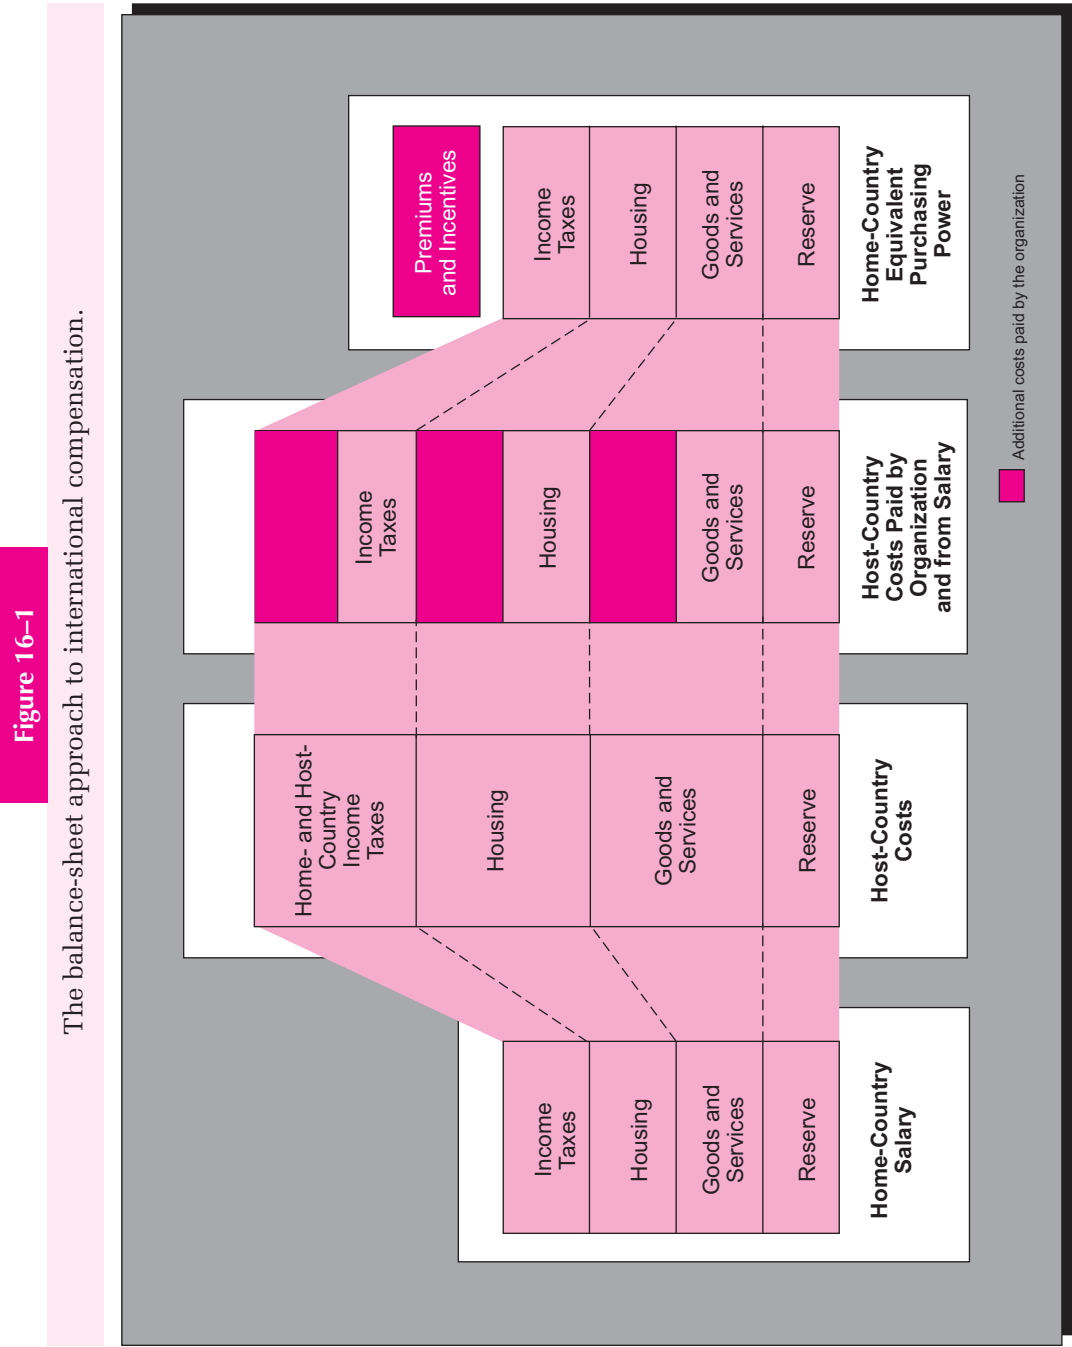 Figure 16–1
The balance-sheet approach to international compensation.
Income
Taxes
Housing
Goods and
Services
Reserve
Home-Country
Salary
Home- and Host-
Country
Income
Taxes
Housing
Goods and
Services
Reserve
Host-Country
Costs
Income
Taxes
Housing
Goods and
Services
Reserve
Host-Country
Costs Paid by
Organization
and from Salary
Premiums
and Incentives
Income
Taxes
Housing
Goods and
Services
Reserve
Home-Country
Equivalent
Purchasing
Power
Additional costs paid by the organization